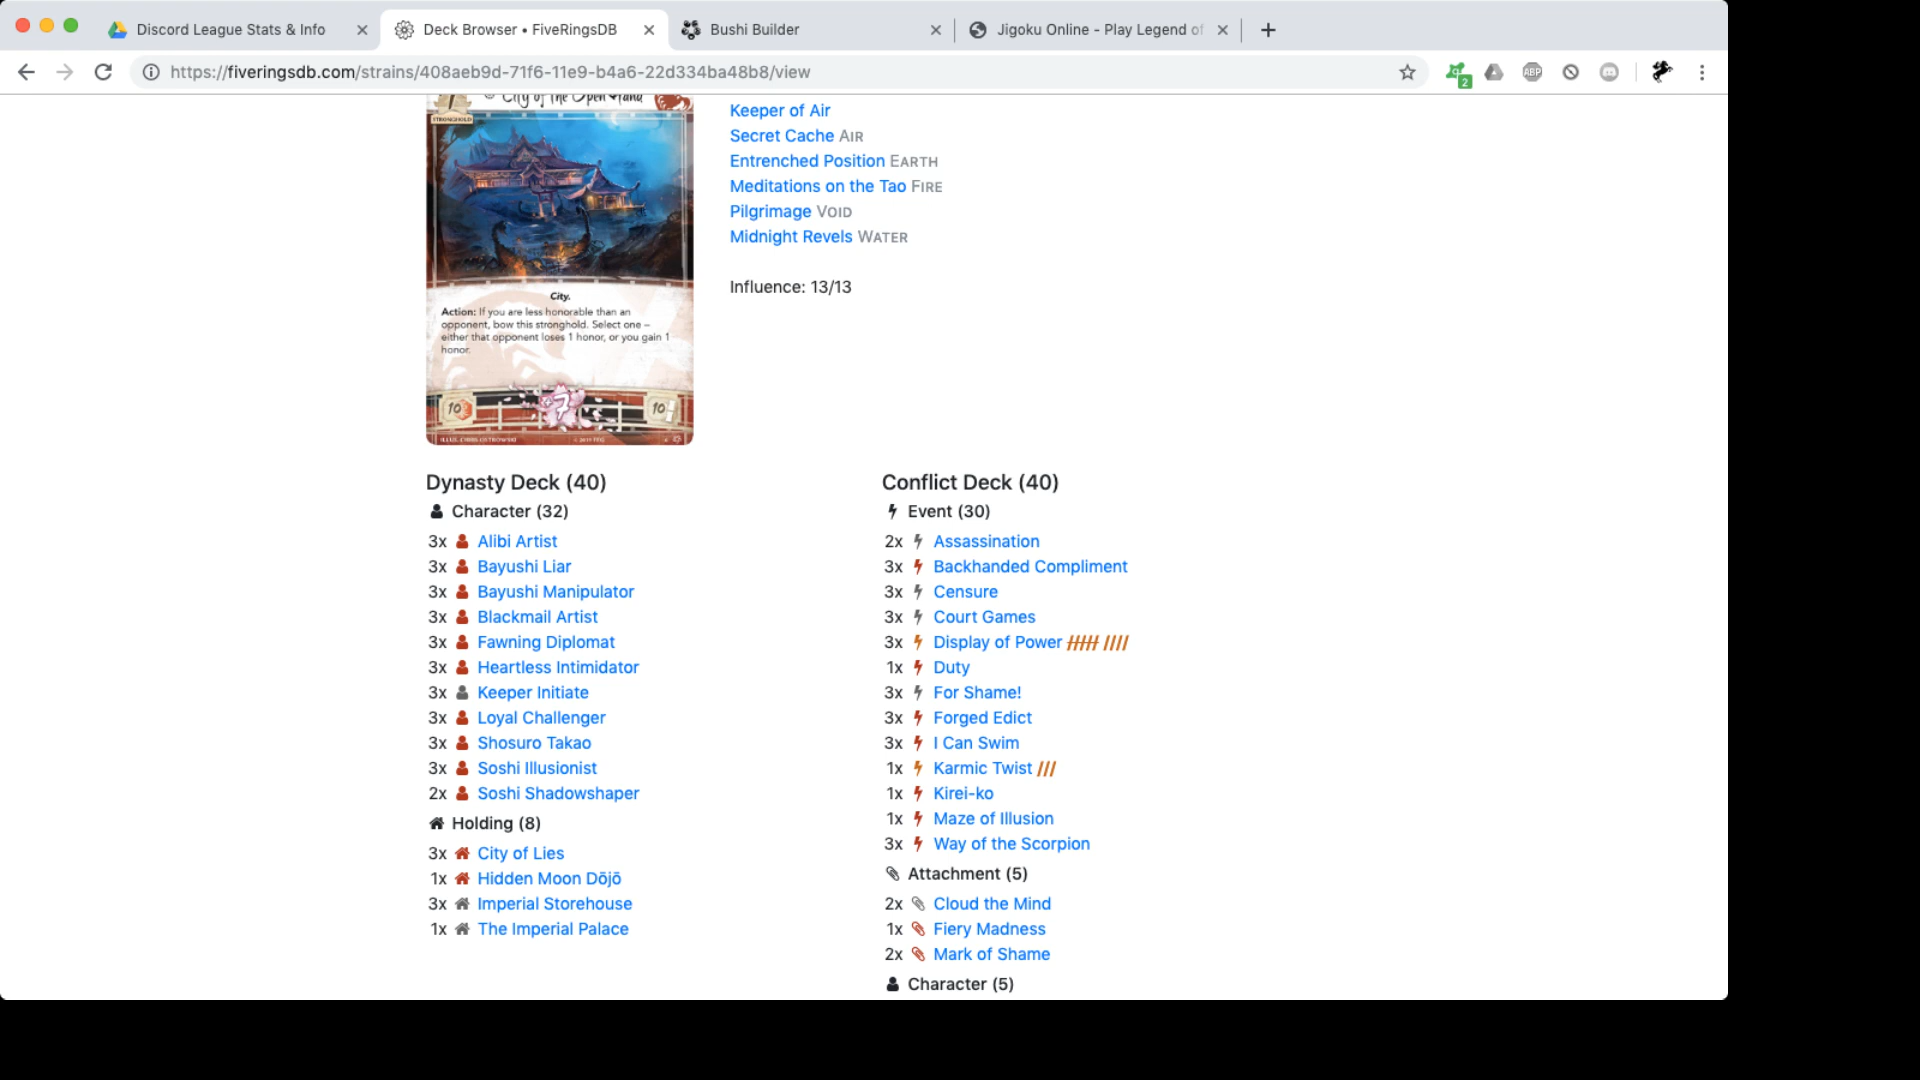 Discord League Stats & Info
Deck Browser • FiveRingsDB
Bushi Builder
Jigoku Online - Play Legend of
https://fiveringsdb.com/strains/408aeb9d-71f6-11e9-b4a6-22d334ba48b8/view
2
ABP
City of the Open Hand
STRONGHOLD
Keeper of Air
Secret Cache AIR
Entrenched Position EARTH
Meditations on the Tao FIRE
Pilgrimage VOID
Midnight Revels WATER
Influence: 13/13
City.
Action: If you are less honorable than an
opponent, bow this stronghold. Select one –
either that opponent loses 1 honor, or you gain 1
honor.
10
+7
10
Dynasty Deck (40)
Character (32)
3x Alibi Artist
3x Bayushi Liar
3x Bayushi Manipulator
3x Blackmail Artist
3x Fawning Diplomat
3x Heartless Intimidator
3x Keeper Initiate
3x Loyal Challenger
3x Shosuro Takao
3x Soshi Illusionist
2x Soshi Shadowshaper
Holding (8)
3x City of Lies
1x Hidden Moon Dōjō
3x Imperial Storehouse
1x The Imperial Palace
Conflict Deck (40)
Event (30)
2x Assassination
3x Backhanded Compliment
3x Censure
3x Court Games
3x Display of Power
1x Duty
3x For Shame!
3x Forged Edict
3x I Can Swim
1x Karmic Twist
1x Kirei-ko
1x Maze of Illusion
3x Way of the Scorpion
Attachment (5)
2x Cloud the Mind
1x Fiery Madness
2x Mark of Shame
Character (5)